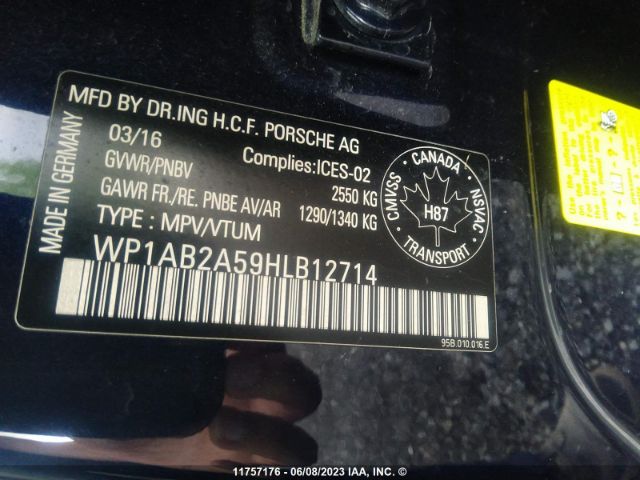 MFD BY DR.ING H.C.F. PORSCHE AG
03/16 Complies:ICES-02
GVWR/PNBV 2550 KG
GAWR FR./RE. PNBE AV/AR 1290/1340 KG
TYPE : MPV/VTUM
WP1AB2A59HLB12714
MADE IN GERMANY
CANADA
CMVSS
NSVAC
H87
TRANSPORT
95B.010.016.E
11757176 - 06/08/2023 IAA, INC. ©